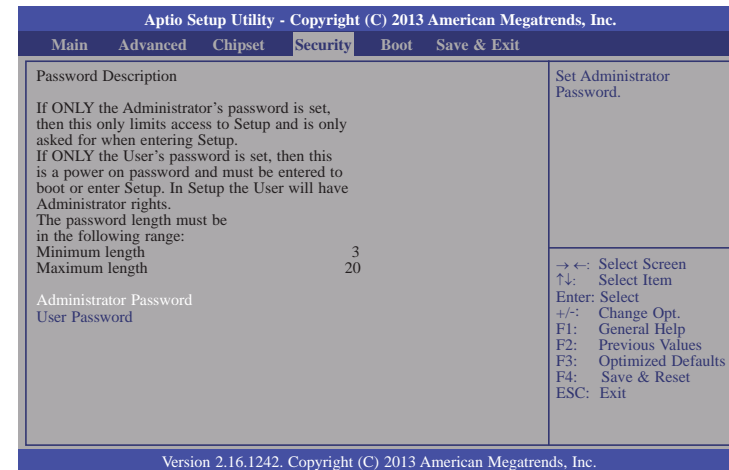 Aptio Setup Utility - Copyright (C) 2013 American Megatrends, Inc.
Main Advanced Chipset Security Boot Save & Exit
Password Description
If ONLY the Administrator's password is set,
then this only limits access to Setup and is only
asked for when entering Setup.
If ONLY the User's password is set, then this
is a power on password and must be entered to
boot or enter Setup. In Setup the User will have
Administrator rights.
The password length must be
in the following range:
Minimum length 3
Maximum length 20
Administrator Password
User Password
Set Administrator
Password.
→ ←: Select Screen
↑↓: Select Item
Enter: Select
+/-: Change Opt.
F1: General Help
F2: Previous Values
F3: Optimized Defaults
F4: Save & Reset
ESC: Exit
Version 2.16.1242. Copyright (C) 2013 American Megatrends, Inc.